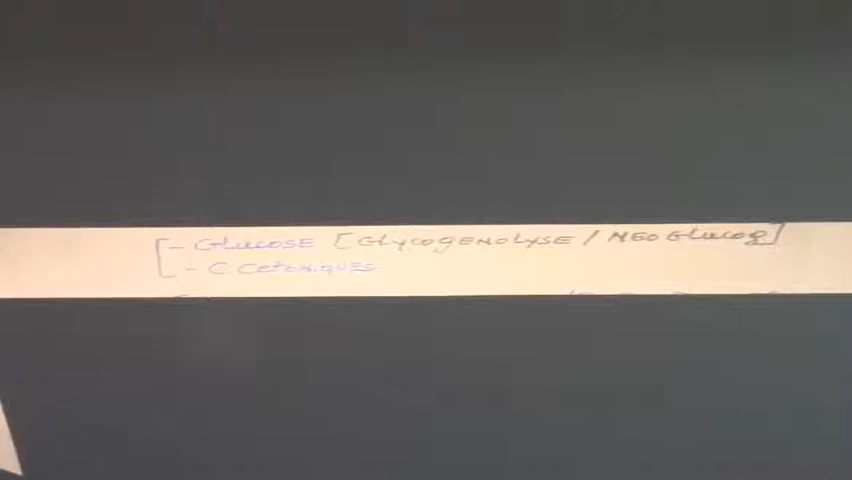 [- GLUCOSE [GLYCOGENOLYSE / NEOGLUCOG]
- C CETONIQUES